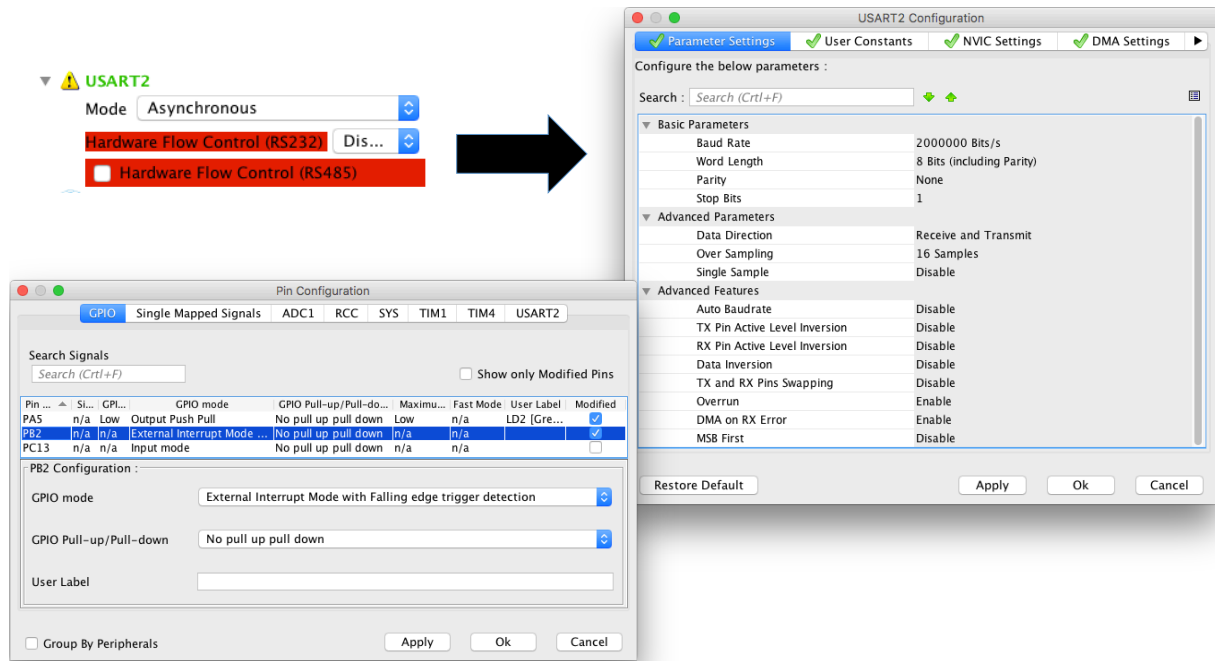 USART2
Mode Asynchronous
Hardware Flow Control (RS232) Dis...
Hardware Flow Control (RS485)
USART2 Configuration
Parameter Settings User Constants NVIC Settings DMA Settings
Configure the below parameters :
Search : Search (Crtl+F)
Basic Parameters
Baud Rate 2000000 Bits/s
Word Length 8 Bits (including Parity)
Parity None
Stop Bits 1
Advanced Parameters
Data Direction Receive and Transmit
Over Sampling 16 Samples
Single Sample Disable
Advanced Features
Auto Baudrate Disable
TX Pin Active Level Inversion Disable
RX Pin Active Level Inversion Disable
Data Inversion Disable
TX and RX Pins Swapping Disable
Overrun Enable
DMA on RX Error Enable
MSB First Disable
Restore Default Apply Ok Cancel
Pin Configuration
GPIO Single Mapped Signals ADC1 RCC SYS TIM1 TIM4 USART2
Search Signals
Search (Crtl+F) Show only Modified Pins
Pin ... Si... GPI... GPIO mode GPIO Pull-up/Pull-do... Maximu... Fast Mode User Label Modified
PA5 n/a Low Output Push Pull No pull up pull down Low n/a LD2 [Gre...
PB2 n/a n/a External Interrupt Mode ... No pull up pull down n/a n/a
PC13 n/a n/a Input mode No pull up pull down n/a n/a
PB2 Configuration :
GPIO mode External Interrupt Mode with Falling edge trigger detection
GPIO Pull-up/Pull-down No pull up pull down
User Label
Group By Peripherals Apply Ok Cancel